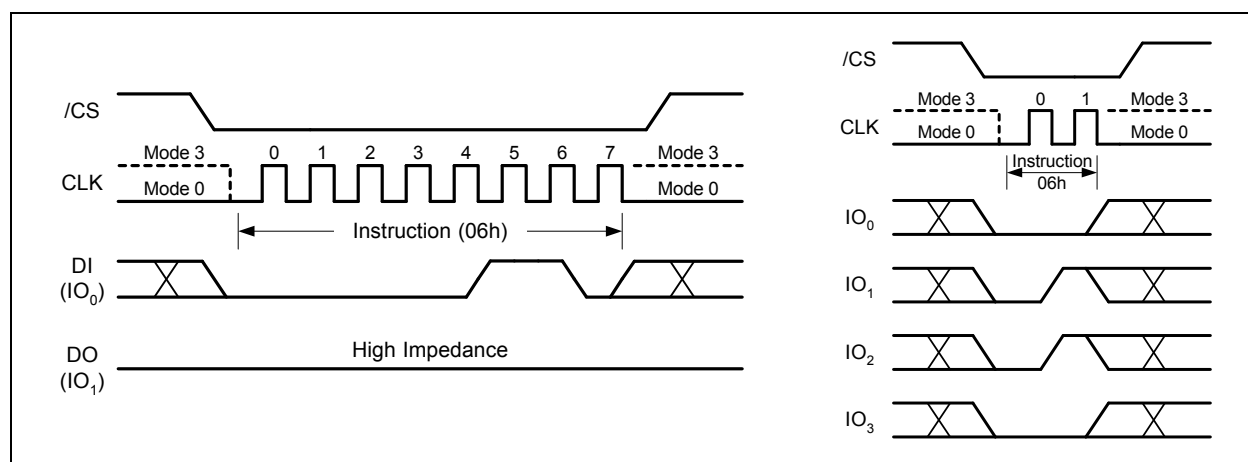 /CS
Mode 3
0 1 2 3 4 5 6 7
Mode 3
CLK
Mode 0
Mode 0
Instruction (06h)
DI
(IO0)
DO
(IO1)
High Impedance
/CS
Mode 3
0 1
Mode 3
CLK
Mode 0
Mode 0
Instruction
06h
IO0
IO1
IO2
IO3